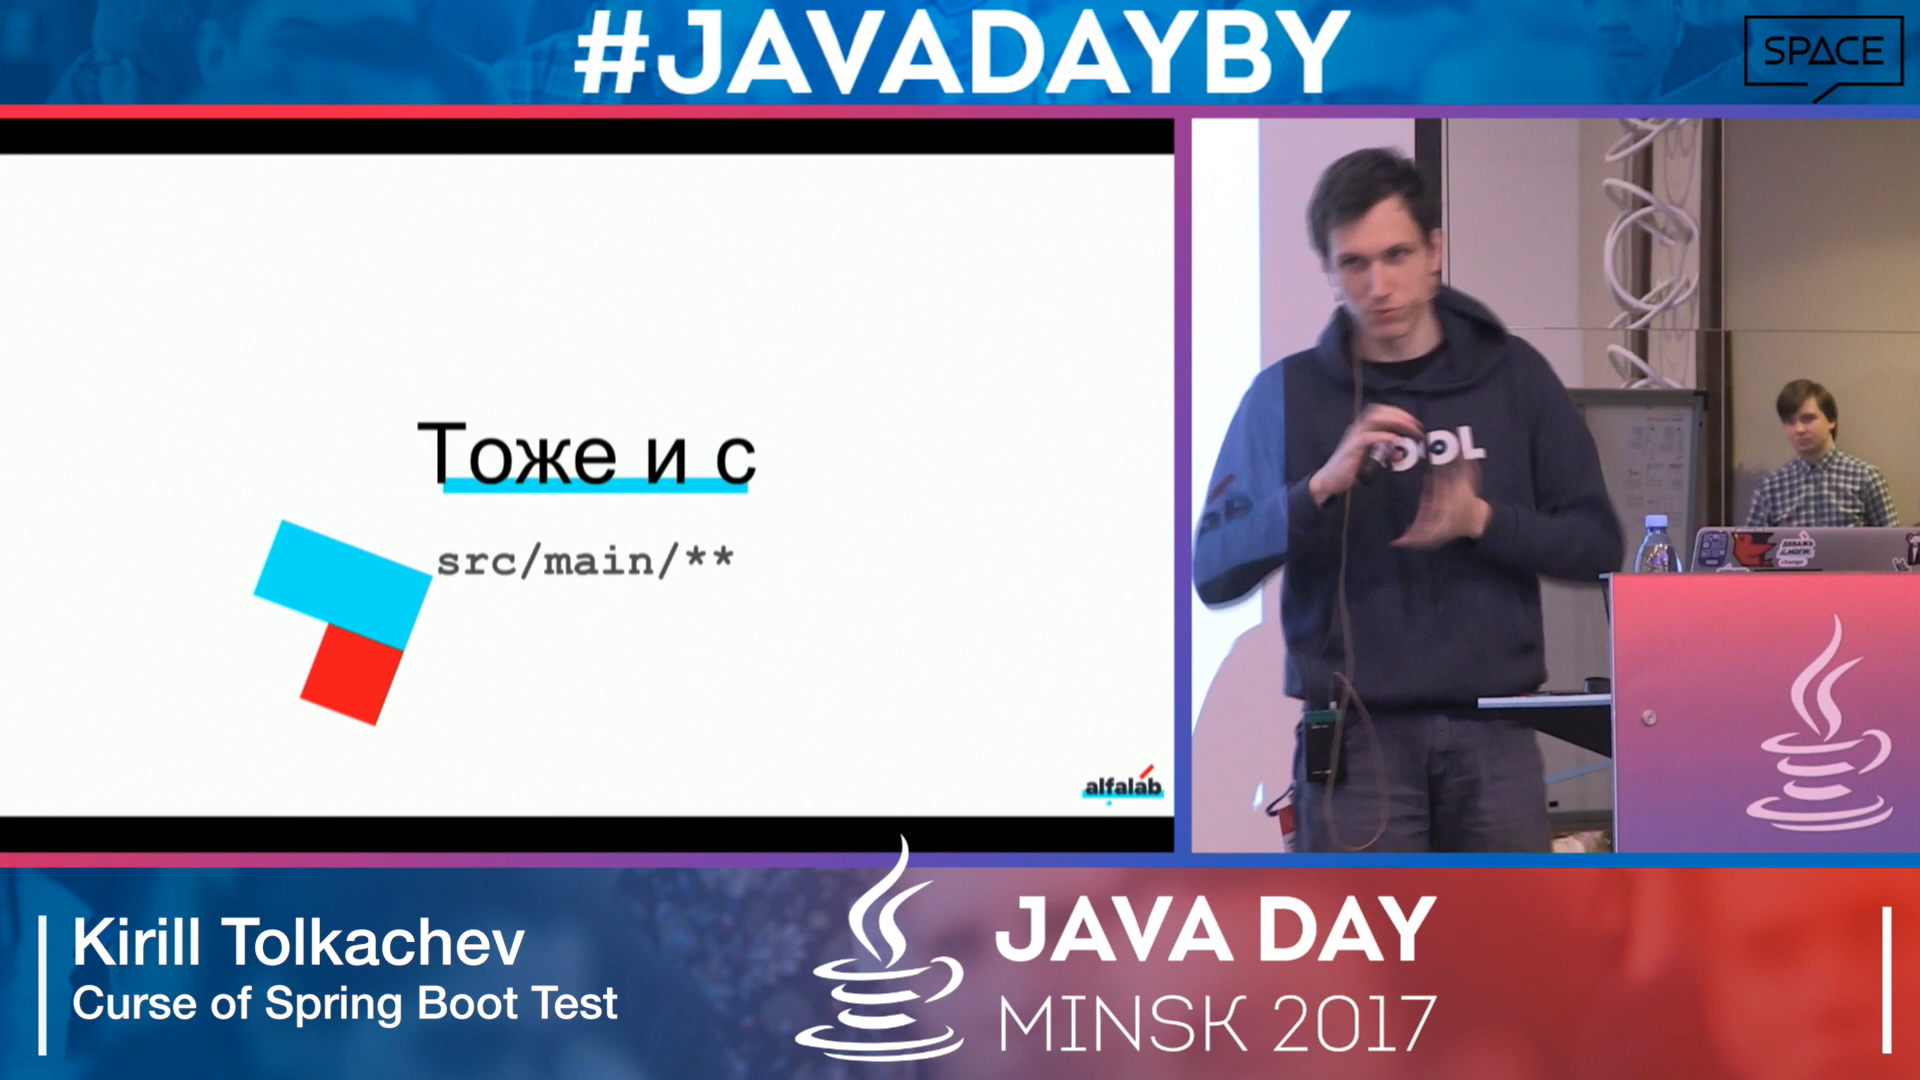 #JAVADAYBY
SPACE
Тоже и с
src/main/**
alfalab
Kirill Tolkachev
Curse of Spring Boot Test
JAVA DAY
MINSK 2017